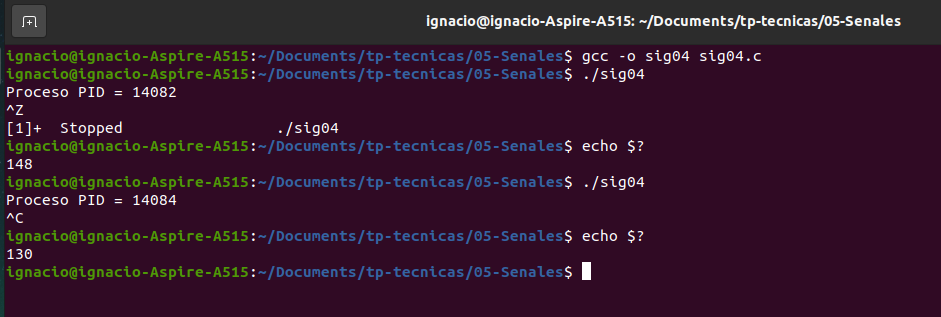 ignacio@ignacio-Aspire-A515: ~/Documents/tp-tecnicas/05-Senales
ignacio@ignacio-Aspire-A515:~/Documents/tp-tecnicas/05-Senales$ gcc -o sig04 sig04.c
ignacio@ignacio-Aspire-A515:~/Documents/tp-tecnicas/05-Senales$ ./sig04
Proceso PID = 14082
^Z
[1]+  Stopped                 ./sig04
ignacio@ignacio-Aspire-A515:~/Documents/tp-tecnicas/05-Senales$ echo $?
148
ignacio@ignacio-Aspire-A515:~/Documents/tp-tecnicas/05-Senales$ ./sig04
Proceso PID = 14084
^C
ignacio@ignacio-Aspire-A515:~/Documents/tp-tecnicas/05-Senales$ echo $?
130
ignacio@ignacio-Aspire-A515:~/Documents/tp-tecnicas/05-Senales$